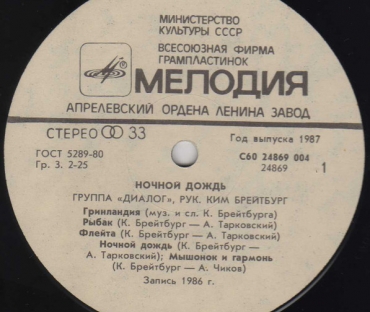 МИНИСТЕРСТВО
КУЛЬТУРЫ СССР
ВСЕСОЮЗНАЯ ФИРМА
ГРАМПЛАСТИНОК
МЕЛОДИЯ
АПРЕЛЕВСКИЙ ОРДЕНА ЛЕНИНА ЗАВОД
СТЕРЕО 33
Год выпуска 1987
ГОСТ 5289-80
Гр. 3. 2-25
С60 24869 004
24869 1
НОЧНОЙ ДОЖДЬ
ГРУППА «ДИАЛОГ», РУК. КИМ БРЕЙТБУРГ
Гринландия (муз. и сл. К. Брейтбурга)
Рыбак (К. Брейтбург — А. Тарковский)
Флейта (К. Брейтбург — А. Тарковский)
Ночной дождь (К. Брейтбург —
А. Тарковский); Мышонок и гармонь
(К. Брейтбург — А. Чиков)
Запись 1986 г.